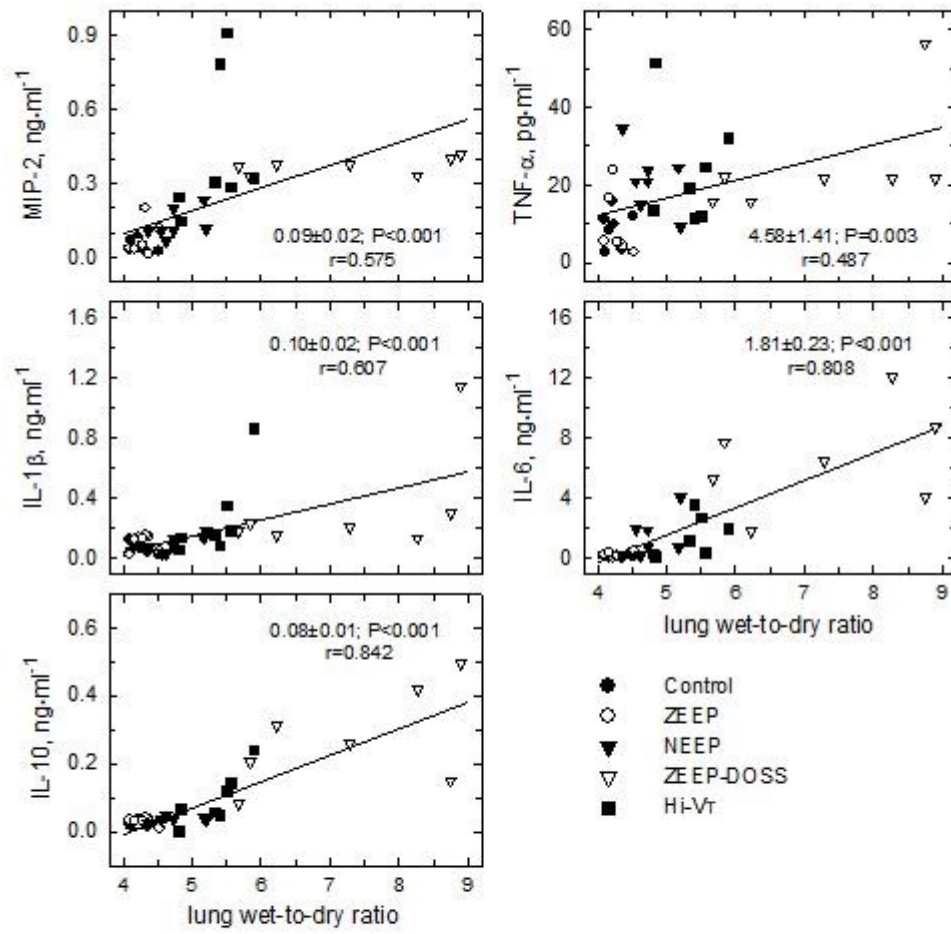 MIP-2, ng·ml⁻¹
0.9
0.6
0.3
0.0
0.09±0.02; P<0.001
r=0.575
TNF-α, pg·ml⁻¹
60
40
20
0
4.58±1.41; P=0.003
r=0.487
IL-1β, ng·ml⁻¹
1.6
1.2
0.8
0.4
0.0
0.10±0.02; P<0.001
r=0.607
IL-6, ng·ml⁻¹
16
12
8
4
0
1.81±0.23; P<0.001
r=0.808
4 5 6 7 8 9
lung wet-to-dry ratio
IL-10, ng·ml⁻¹
0.6
0.4
0.2
0.0
0.08±0.01; P<0.001
r=0.842
4 5 6 7 8 9
lung wet-to-dry ratio
Control
ZEEP
NEEP
ZEEP-DOSS
Hi-VT